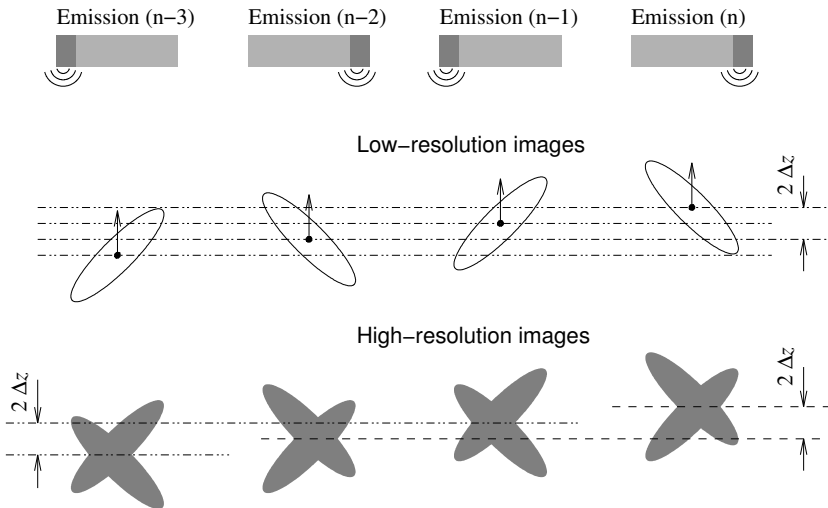 Emission (n−3) Emission (n−2) Emission (n−1) Emission (n)
Low−resolution images
2 Δz
High−resolution images
2 Δz
2 Δz